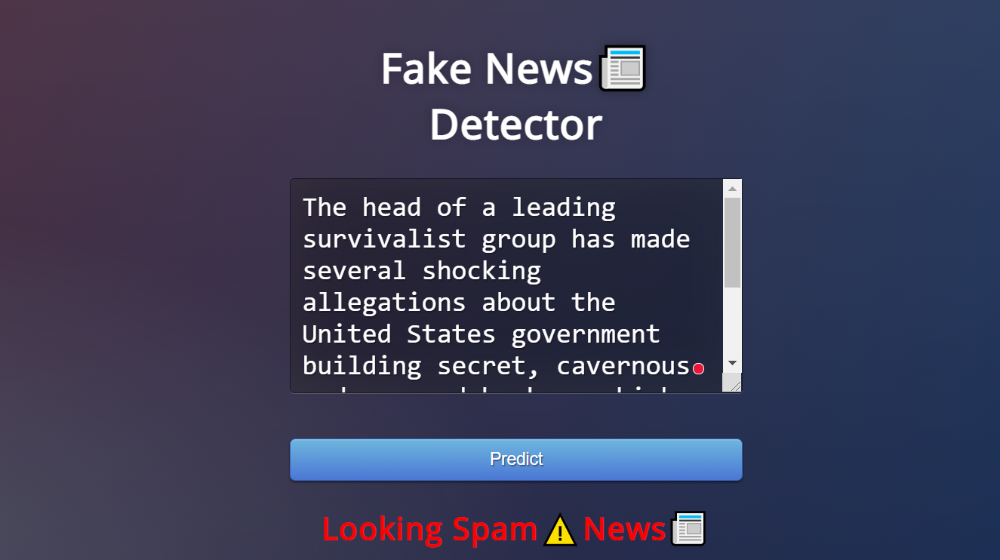 Fake News
Detector
The head of a leading
survivalist group has made
several shocking
allegations about the
United States government
building secret, cavernous
Predict
Looking Spam News